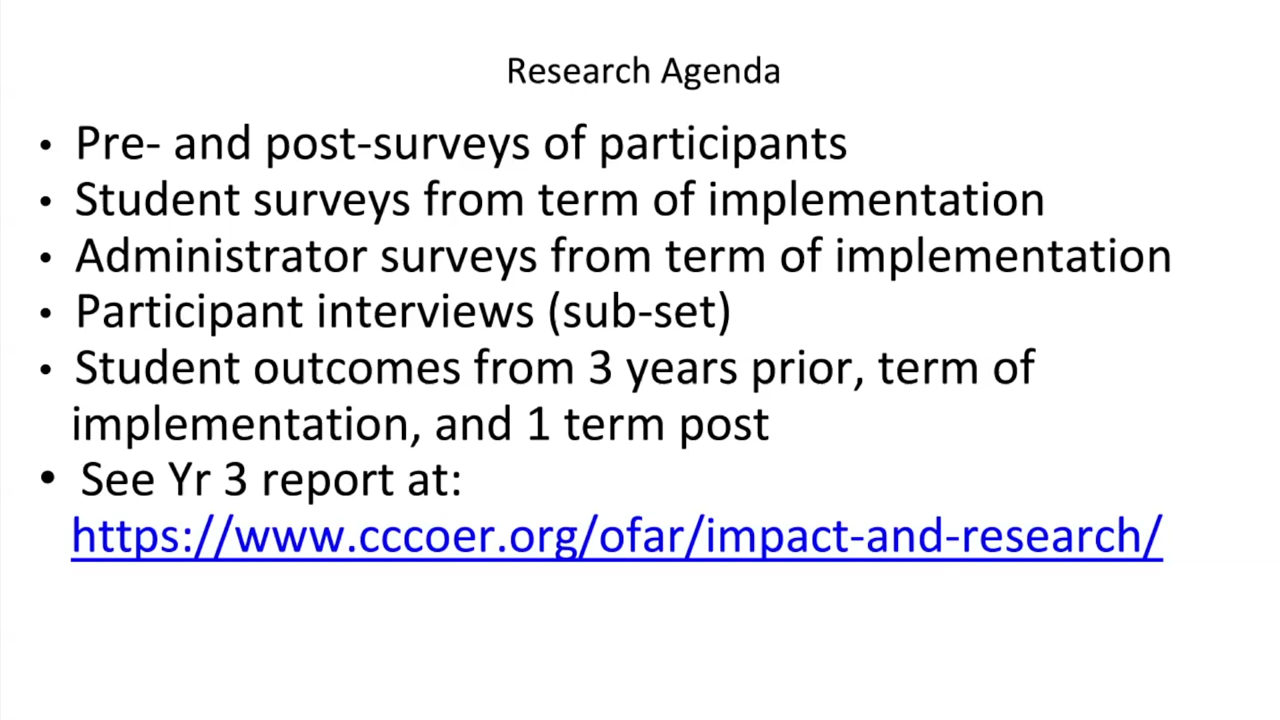 Research Agenda
• Pre- and post-surveys of participants
• Student surveys from term of implementation
• Administrator surveys from term of implementation
• Participant interviews (sub-set)
• Student outcomes from 3 years prior, term of
implementation, and 1 term post
• See Yr 3 report at:
https://www.cccoer.org/ofar/impact-and-research/